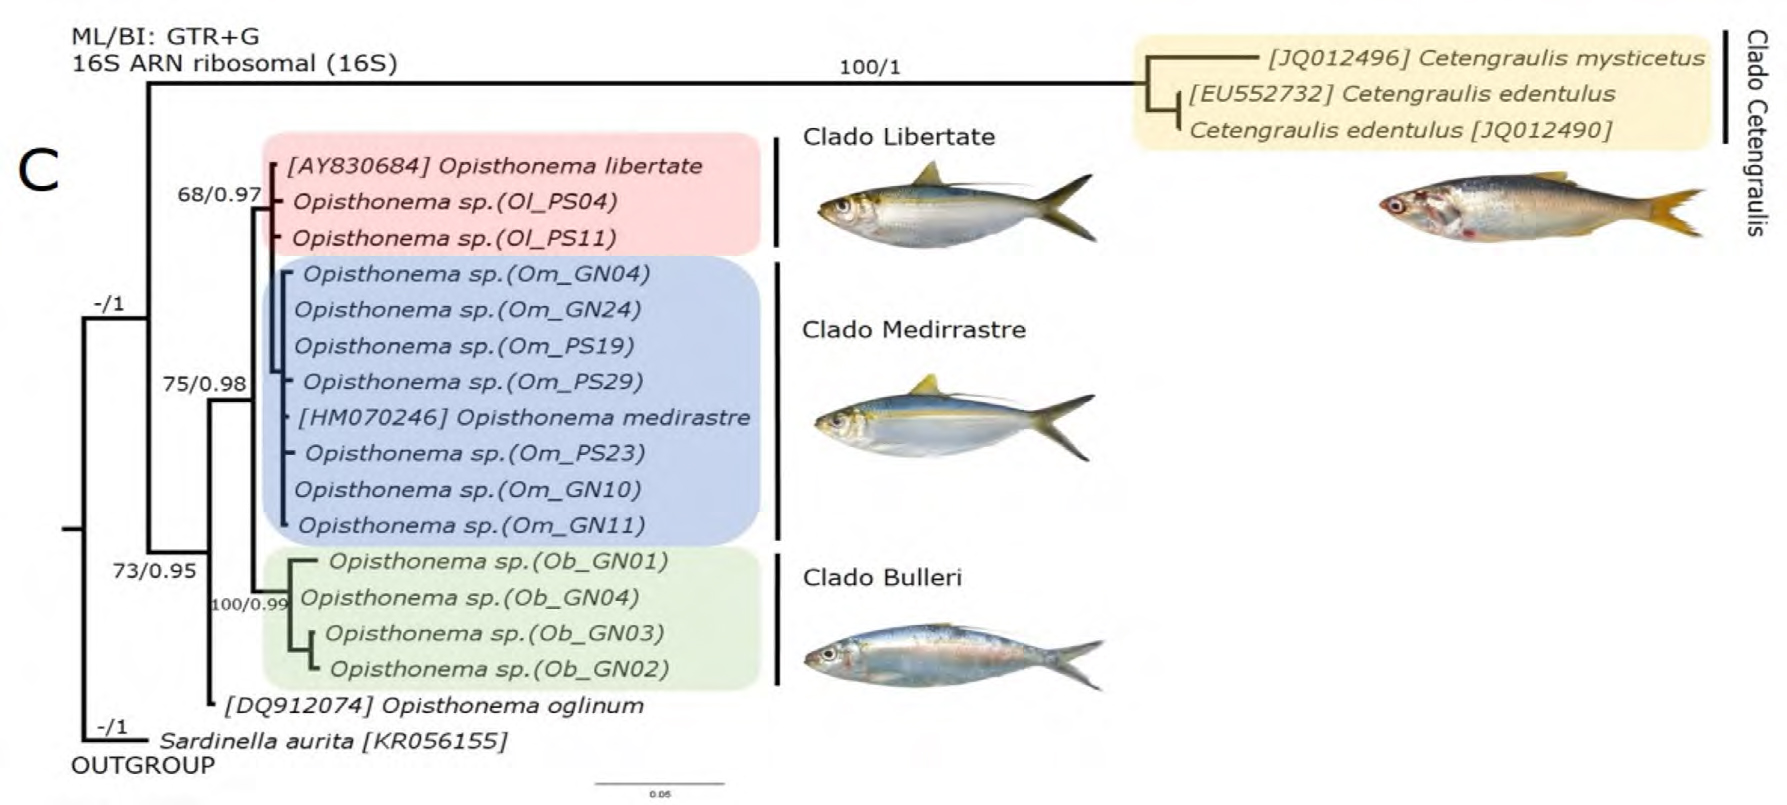 ML/BI: GTR+G
16S ARN ribosomal (16S)
C
100/1
[JQ012496] Cetengraulis mysticetus
[EU552732] Cetengraulis edentulus
Cetengraulis edentulus [JQ012490]
Clado Cetengraulis
Clado Libertate
[AY830684] Opisthonema libertate
68/0.97
Opisthonema sp.(Ol_PS04)
Opisthonema sp.(Ol_PS11)
Opisthonema sp.(Om_GN04)
-/1
Opisthonema sp.(Om_GN24)
Clado Medirrastre
Opisthonema sp.(Om_PS19)
75/0.98
Opisthonema sp.(Om_PS29)
[HM070246] Opisthonema medirastre
Opisthonema sp.(Om_PS23)
Opisthonema sp.(Om_GN10)
Opisthonema sp.(Om_GN11)
73/0.95
Opisthonema sp.(Ob_GN01)
Clado Bulleri
100/0.99
Opisthonema sp.(Ob_GN04)
Opisthonema sp.(Ob_GN03)
Opisthonema sp.(Ob_GN02)
[DQ912074] Opisthonema oglinum
-/1
Sardinella aurita [KR056155]
OUTGROUP
0.05